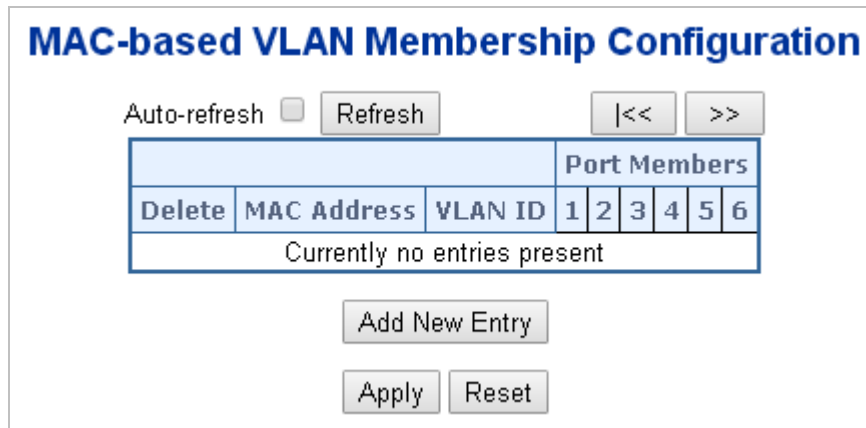 MAC-based VLAN Membership Configuration
Auto-refresh Refresh |<< >>
Port Members
Delete MAC Address VLAN ID 1 2 3 4 5 6
Currently no entries present
Add New Entry
Apply Reset